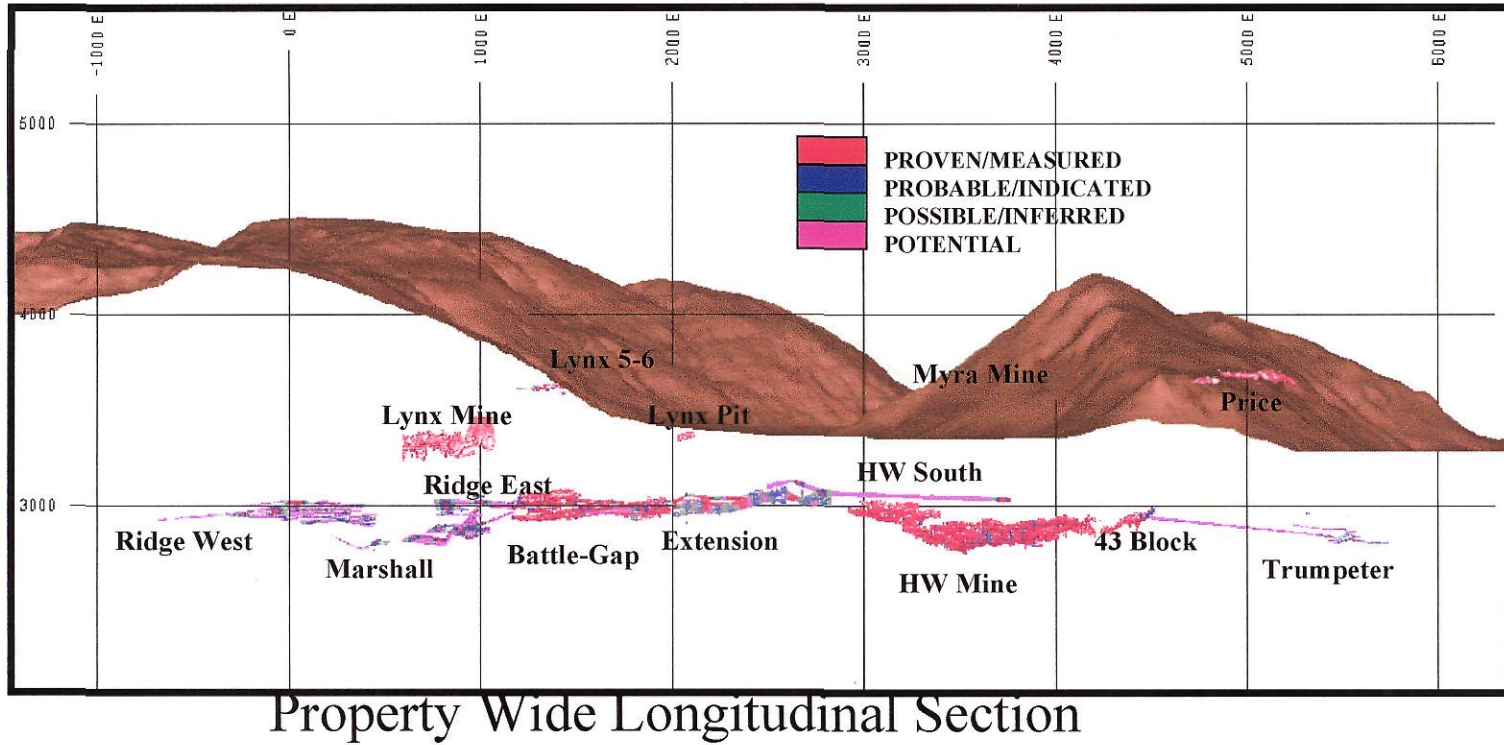 -1000 E
0 E
1000 E
2000 E
3000 E
4000 E
5000 E
6000 E
5000
PROVEN/MEASURED
PROBABLE/INDICATED
POSSIBLE/INFERRED
POTENTIAL
4000
Lynx 5-6
Myra Mine
Price
Lynx Mine
Lynx Pit
HW South
Ridge East
3000
Ridge West
Marshall
Battle-Gap
Extension
HW Mine
43 Block
Trumpeter
Property Wide Longitudinal Section